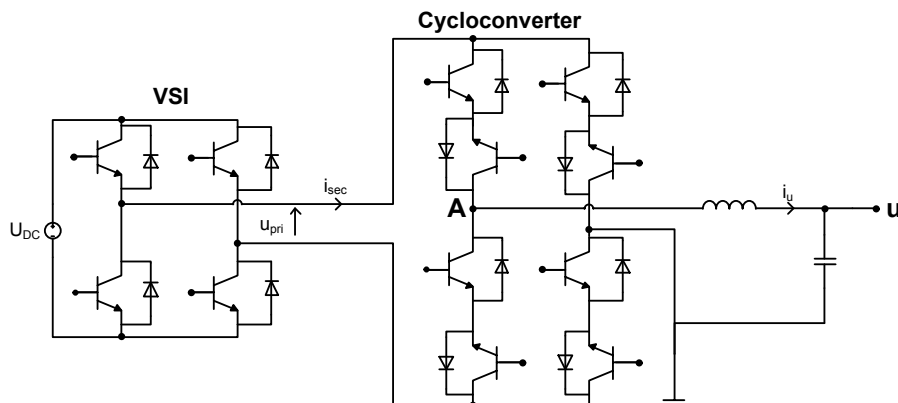 Cycloconverter
VSI
U_DC
i_sec
u_pri
A
i_u
u